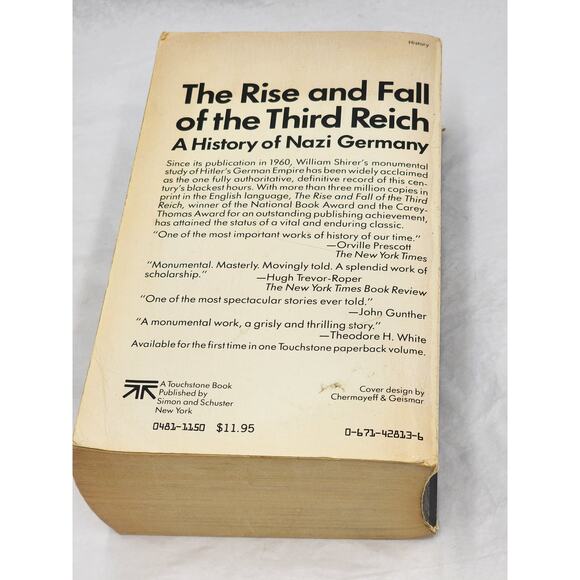 History
The Rise and Fall
of the Third Reich
A History of Nazi Germany
Since its publication in 1960, William Shirer's monumental
study of Hitler's German Empire has been widely acclaimed
as the one fully authoritative, definitive record of this cen-
tury's blackest hours. With more than three million copies in
print in the English language, The Rise and Fall of the Third
Reich, winner of the National Book Award and the Carey-
Thomas Award for an outstanding publishing achievement,
has attained the status of a vital and enduring classic.
"One of the most important works of history of our time."
—Orville Prescott
The New York Times
"Monumental. Masterly. Movingly told. A splendid work of
scholarship." —Hugh Trevor-Roper
The New York Times Book Review
"One of the most spectacular stories ever told."
—John Gunther
"A monumental work, a grisly and thrilling story."
—Theodore H. White
Available for the first time in one Touchstone paperback volume.
A Touchstone Book
Published by
Simon and Schuster
New York
Cover design by
Chermayeff & Geismar
0481-1150 $11.95
0-671-42813-6